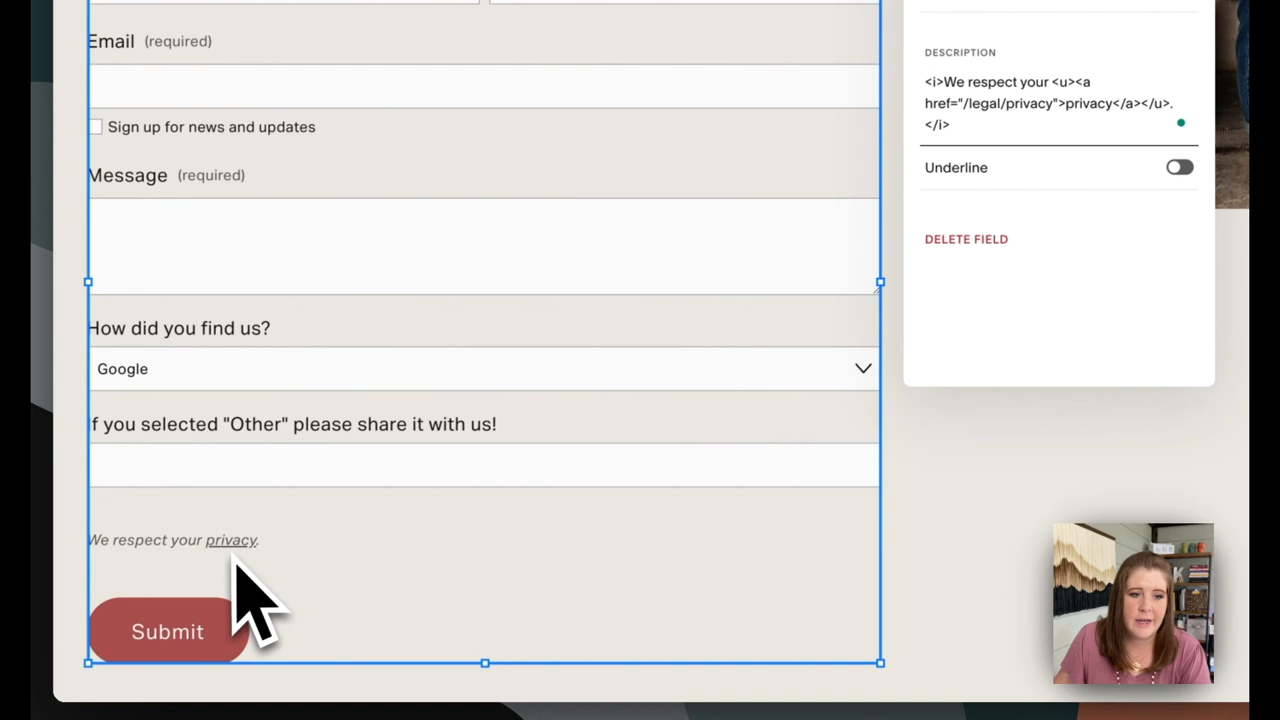 Email (required)
Sign up for news and updates
Message (required)
How did you find us?
Google
If you selected "Other" please share it with us!
We respect your privacy.
Submit
DESCRIPTION
<i>We respect your <u><a
href="/legal/privacy">privacy</a></u>.
</i>
Underline
DELETE FIELD